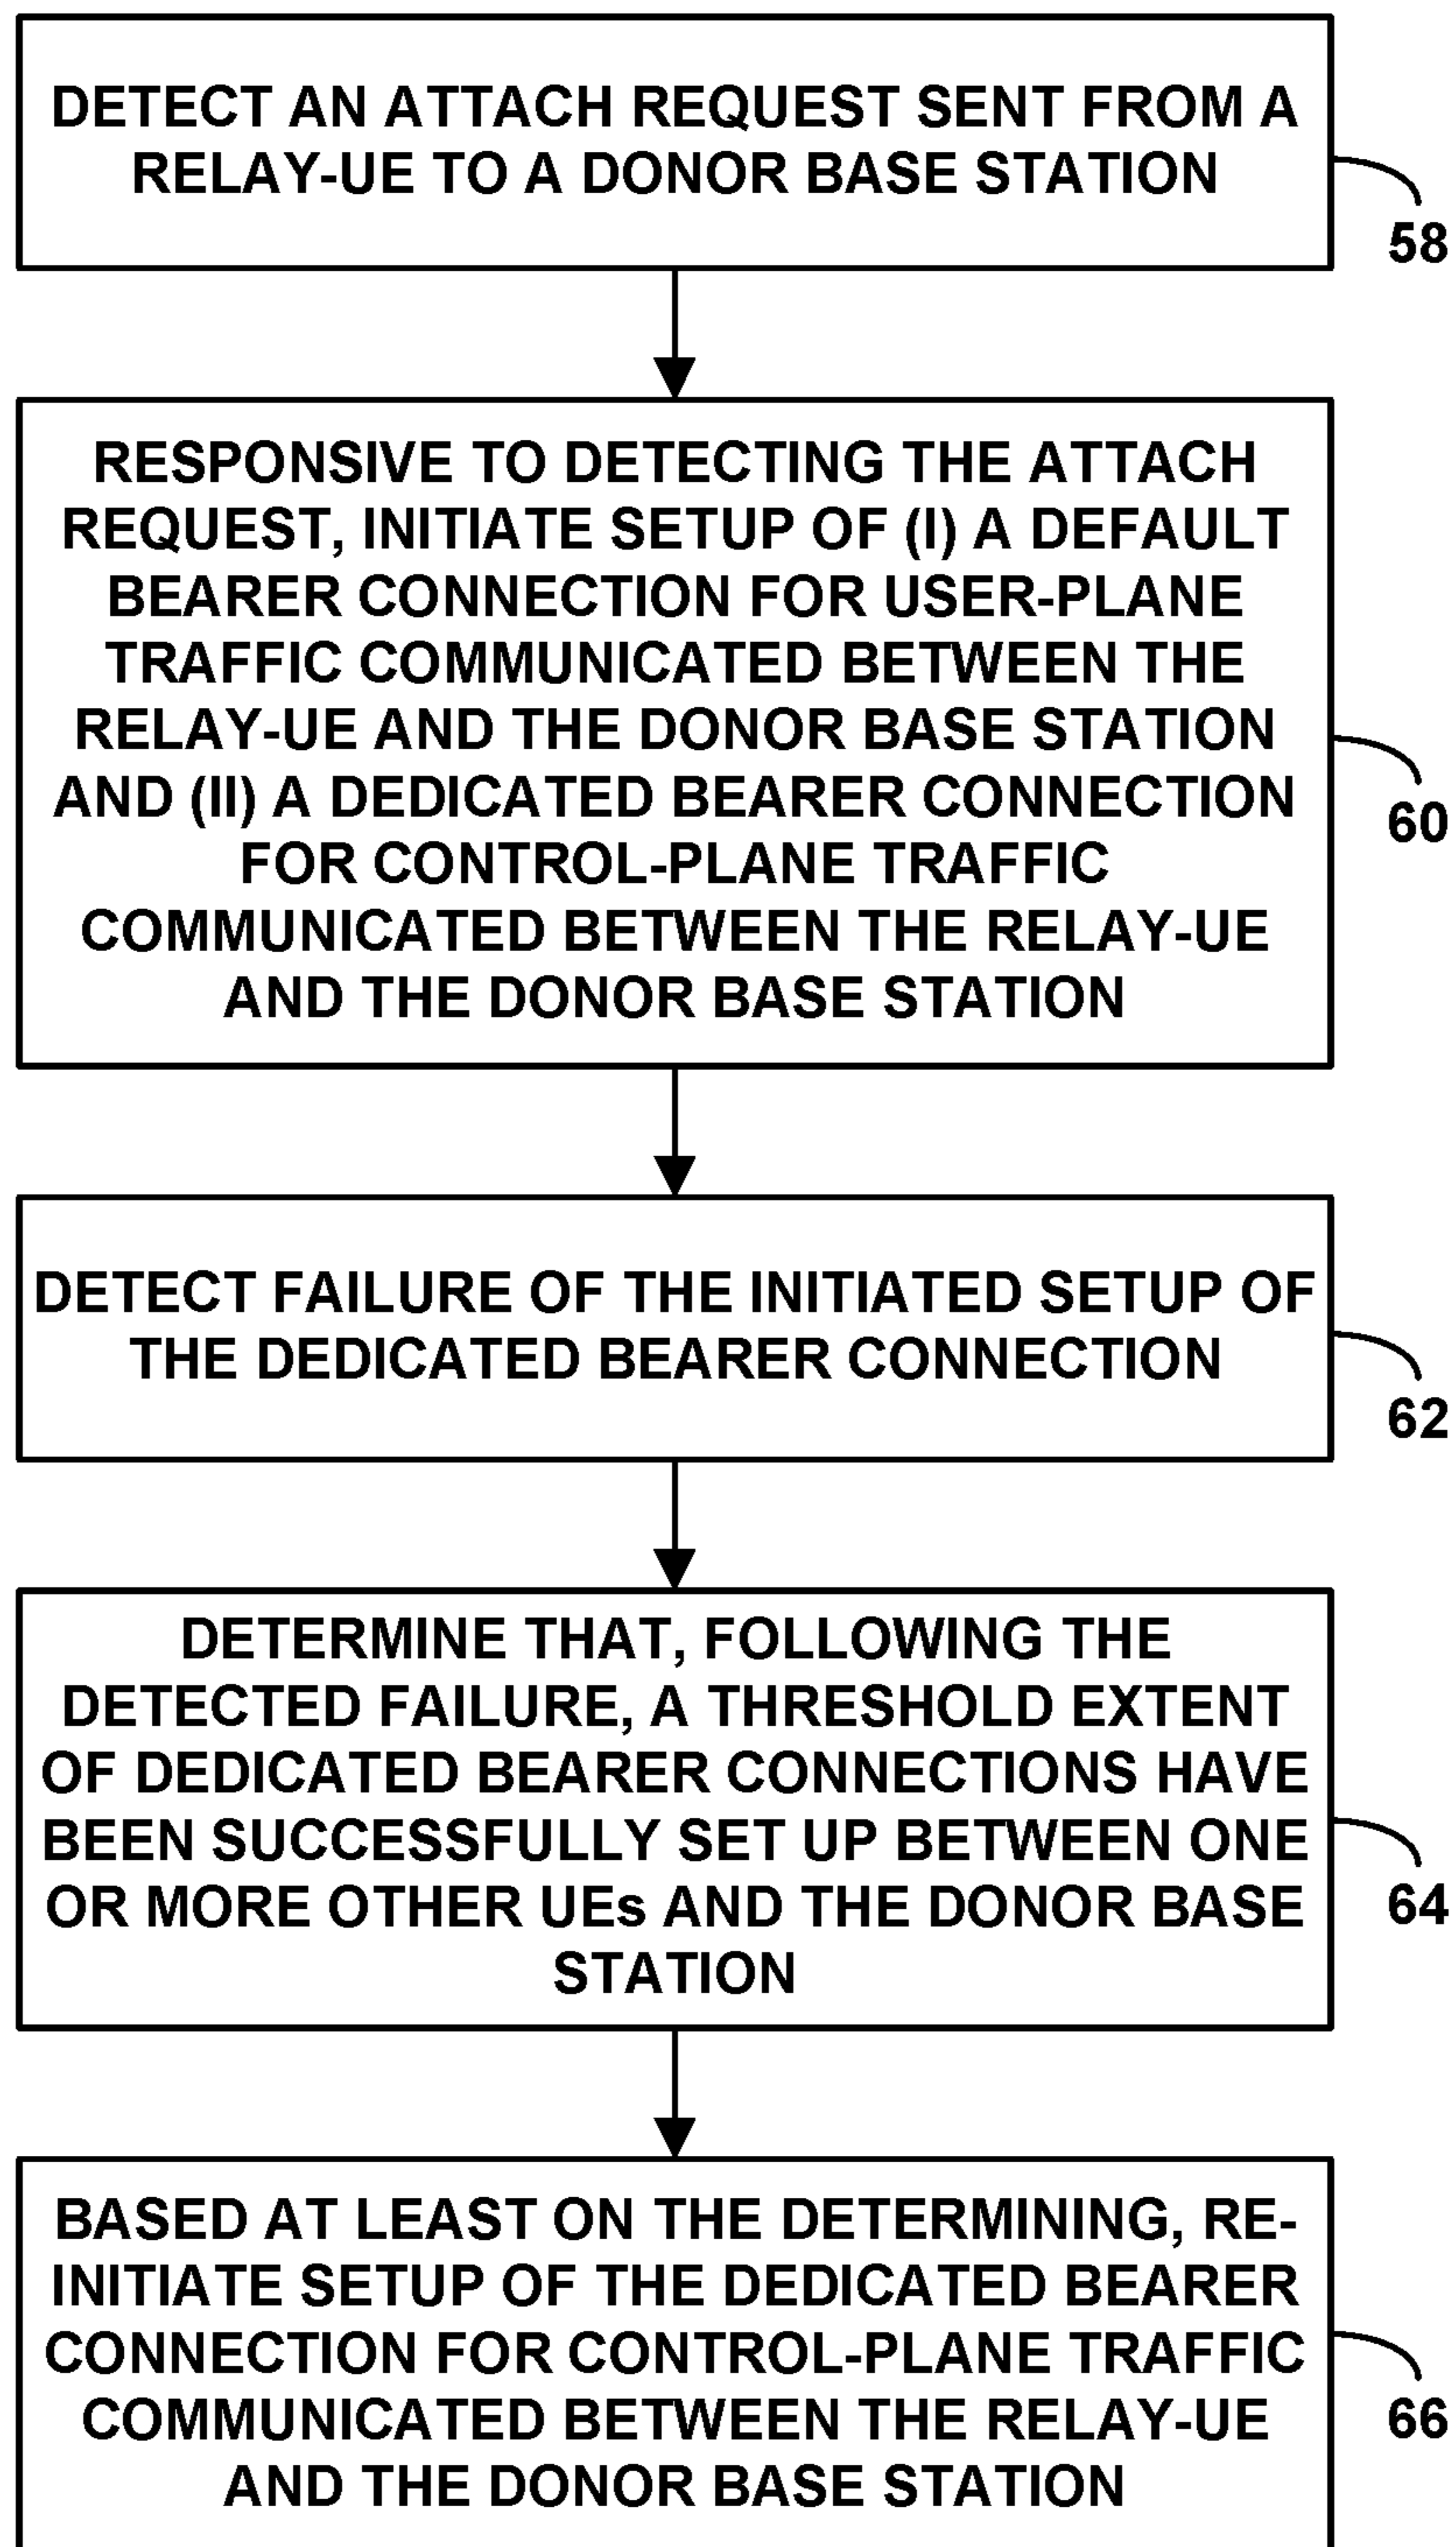 DETECT AN ATTACH REQUEST SENT FROM A
RELAY-UE TO A DONOR BASE STATION
58
RESPONSIVE TO DETECTING THE ATTACH
REQUEST, INITIATE SETUP OF (I) A DEFAULT
BEARER CONNECTION FOR USER-PLANE
TRAFFIC COMMUNICATED BETWEEN THE
RELAY-UE AND THE DONOR BASE STATION
AND (II) A DEDICATED BEARER CONNECTION
FOR CONTROL-PLANE TRAFFIC
COMMUNICATED BETWEEN THE RELAY-UE
AND THE DONOR BASE STATION
60
DETECT FAILURE OF THE INITIATED SETUP OF
THE DEDICATED BEARER CONNECTION
62
DETERMINE THAT, FOLLOWING THE
DETECTED FAILURE, A THRESHOLD EXTENT
OF DEDICATED BEARER CONNECTIONS HAVE
BEEN SUCCESSFULLY SET UP BETWEEN ONE
OR MORE OTHER UEs AND THE DONOR BASE
STATION
64
BASED AT LEAST ON THE DETERMINING, RE-
INITIATE SETUP OF THE DEDICATED BEARER
CONNECTION FOR CONTROL-PLANE TRAFFIC
COMMUNICATED BETWEEN THE RELAY-UE
AND THE DONOR BASE STATION
66